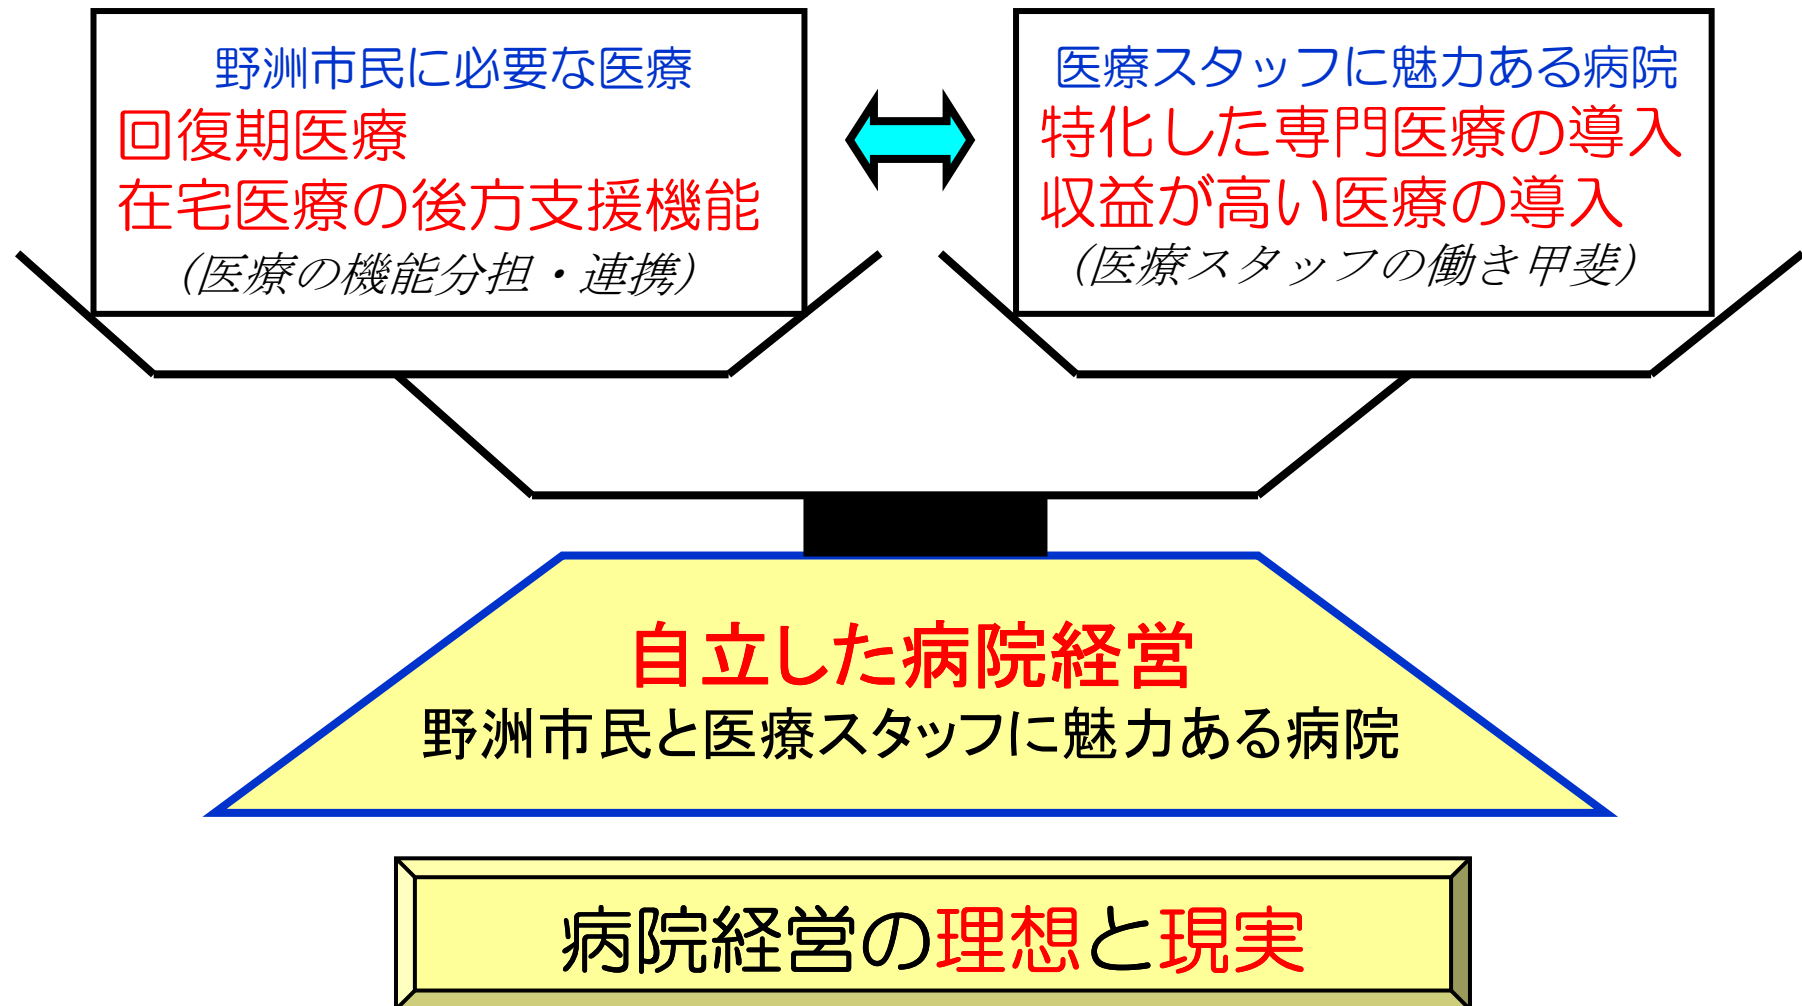 野洲市民に必要な医療
回復期医療
在宅医療の後方支援機能
（医療の機能分担・連携）
医療スタッフに魅力ある病院
特化した専門医療の導入
収益が高い医療の導入
（医療スタッフの働き甲斐）
自立した病院経営
野洲市民と医療スタッフに魅力ある病院
病院経営の理想と現実